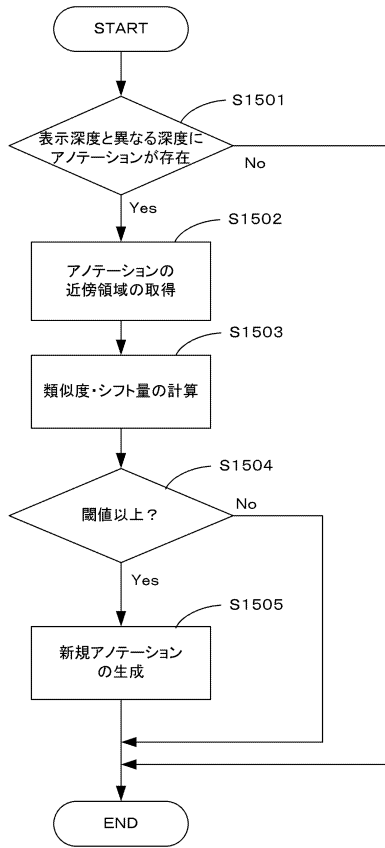 START
S1501
表示深度と異なる深度に
アノテーションが存在
No
Yes
S1502
アノテーションの
近傍領域の取得
S1503
類似度・シフト量の計算
S1504
閾値以上？
No
Yes
S1505
新規アノテーション
の生成
END